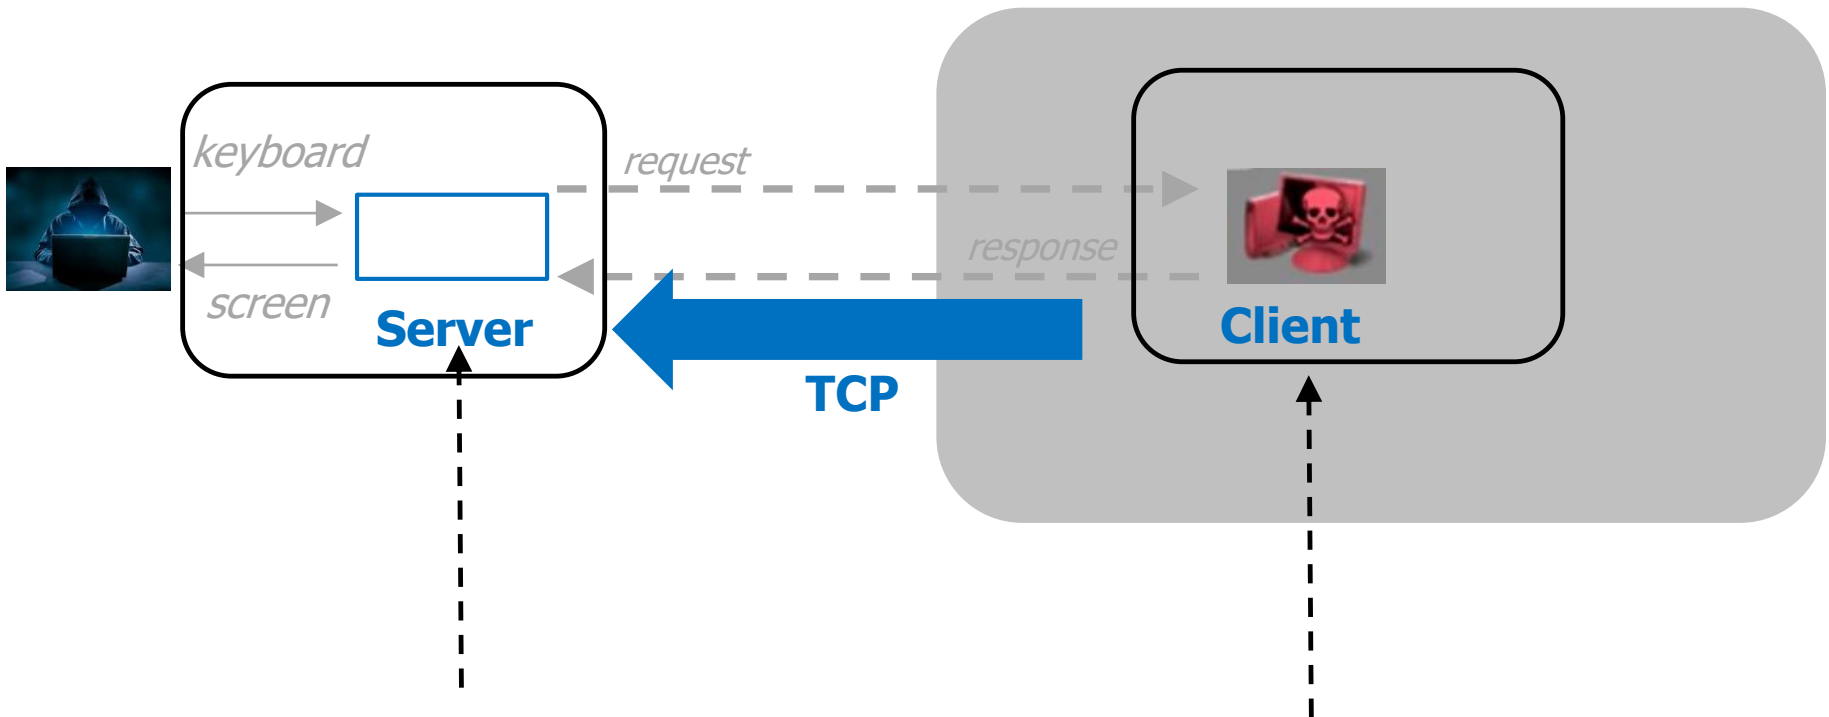 keyboard
request
response
screen
Server
Client
TCP